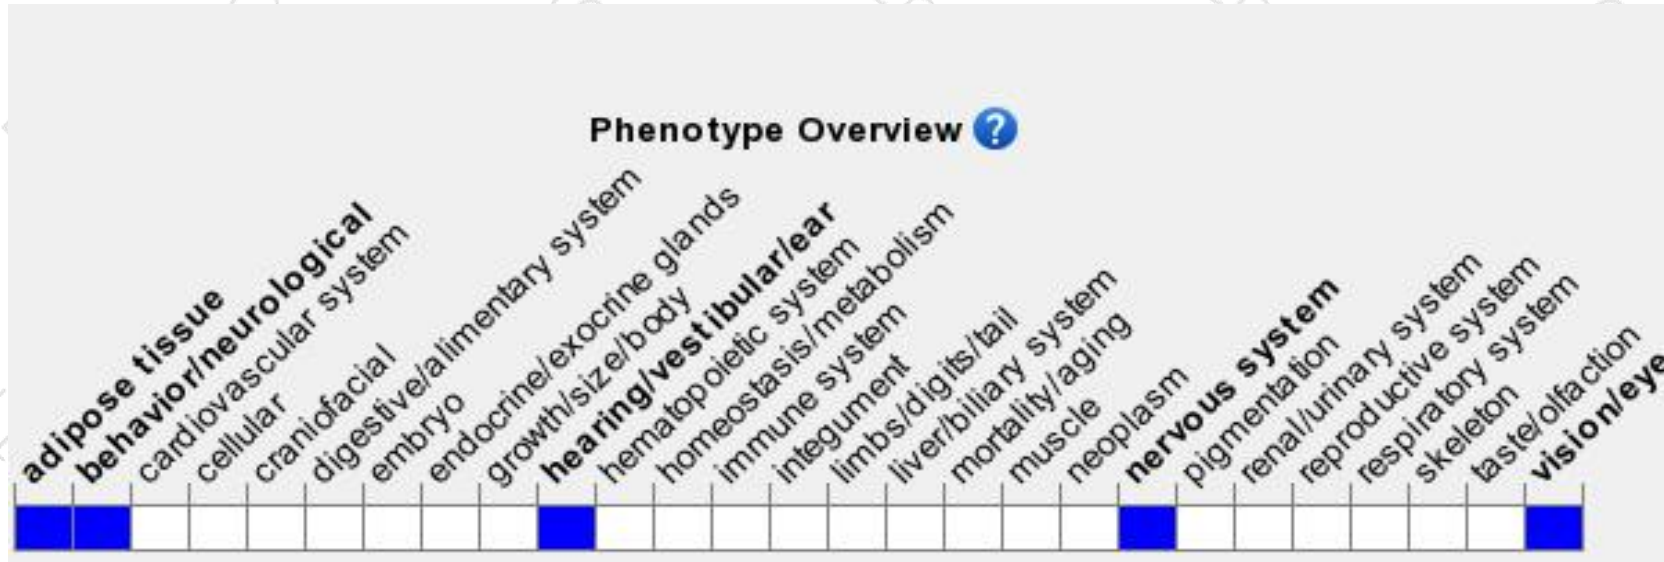 Phenotype Overview ?
adipose tissue
behavior/neurological
cardiovascular system
cellular
craniofacial
digestive/alimentary system
embryo
endocrine/exocrine glands
growth/size/body
hearing/vestibular/ear
hematopoietic system
homeostasis/metabolism
immune system
integument
limbs/digits/tail
liver/biliary system
mortality/aging
muscle
neoplasm
nervous system
pigmentation
renal/urinary system
reproductive system
respiratory system
skeleton
taste/olfaction
vision/eye